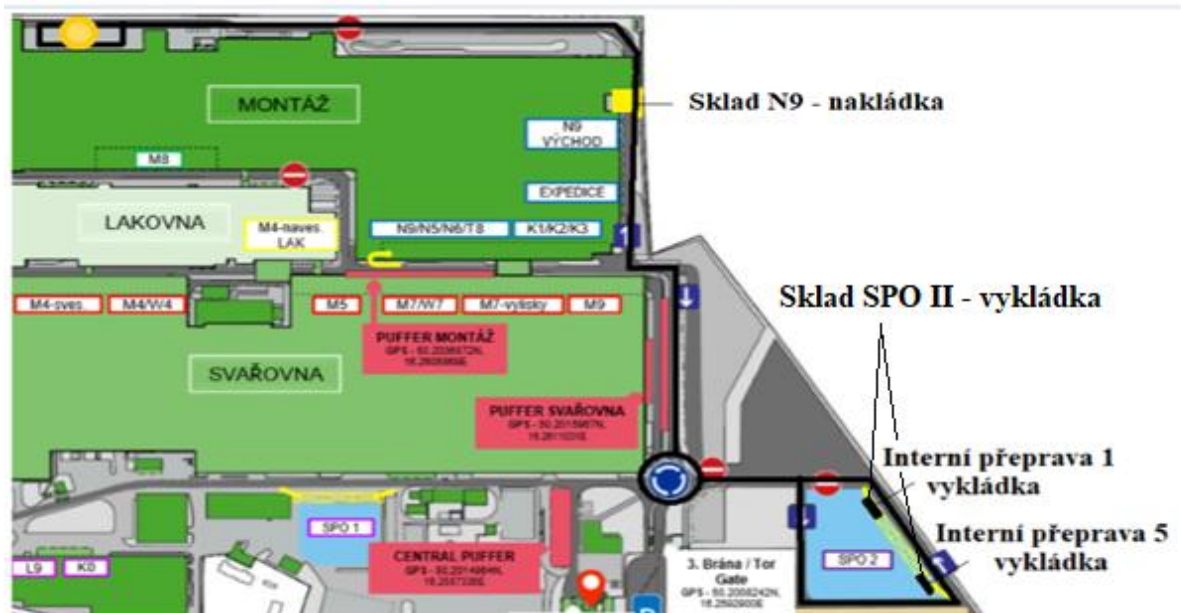 MONTÁŽ
Sklad N9 - nakládka
N9
VÝCHOD
M8
EXPEDICE
LAKOVNA
M4-naves.
LAK
N9/N5/N6/T8
K1/K2/K3
Sklad SPO II - vykládka
M4-sves.
M4/W4
M5
M7/W7
M7-vylisky
M9
PUFFER MONTÁŽ
SVAŘOVNA
PUFFER SVAŘOVNA
Interní přeprava 1
vykládka
SPO 1
Interní přeprava 5
vykládka
CENTRAL PUFFER
3. Brána / Tor
Gate
SPO 2
L9
K0